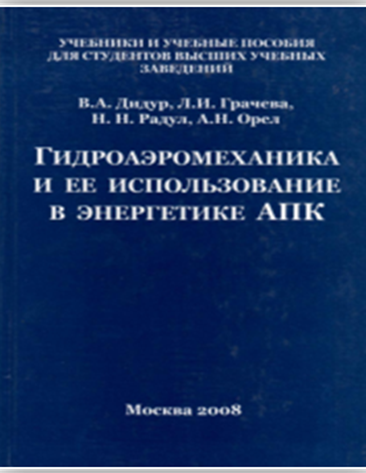 УЧЕБНИКИ И УЧЕБНЫЕ ПОСОБИЯ
ДЛЯ СТУДЕНТОВ ВЫСШИХ УЧЕБНЫХ
ЗАВЕДЕНИЙ
В.А. Дидур, Л.И. Грачева,
Н. Н. Радул, А.Н. Орел
ГИДРОАЭРОМЕХАНИКА
И ЕЕ ИСПОЛЬЗОВАНИЕ
В ЭНЕРГЕТИКЕ АПК
Москва 2008